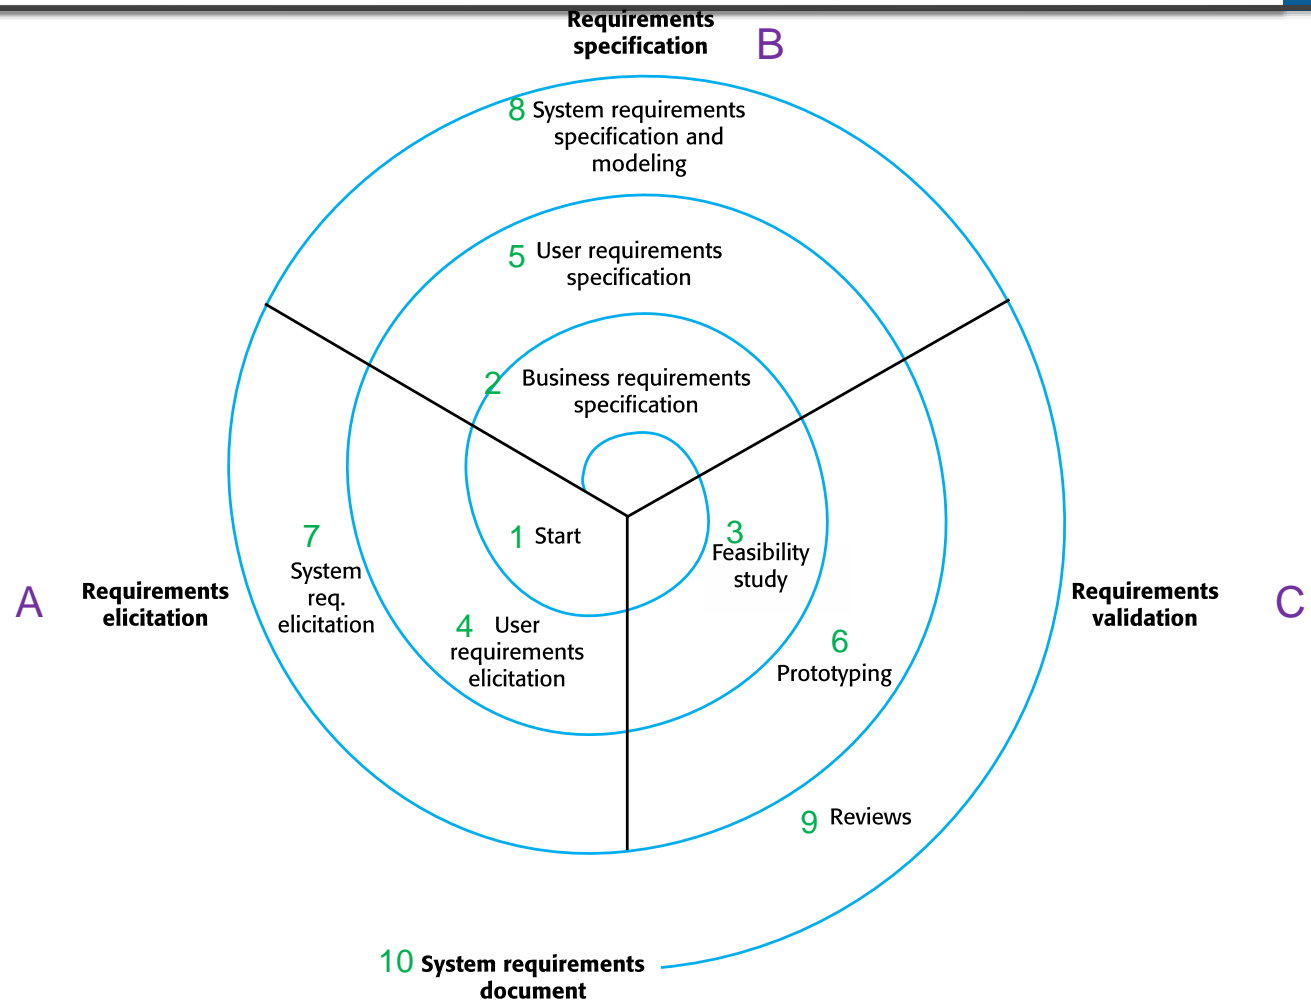 Requirements
specification B
8 System requirements
specification and
modeling
5 User requirements
specification
2 Business requirements
specification
1 Start
3
Feasibility
study
7
System
req.
elicitation
A Requirements
elicitation
Requirements
validation C
4 User
requirements
elicitation
6
Prototyping
9 Reviews
10 System requirements
document